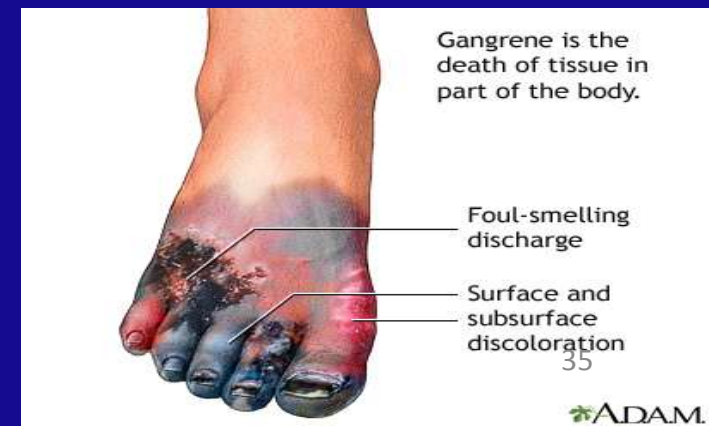 Gangrene is the
death of tissue in
part of the body.
Foul-smelling
discharge
Surface and
subsurface
discoloration
35
A.D.A.M.